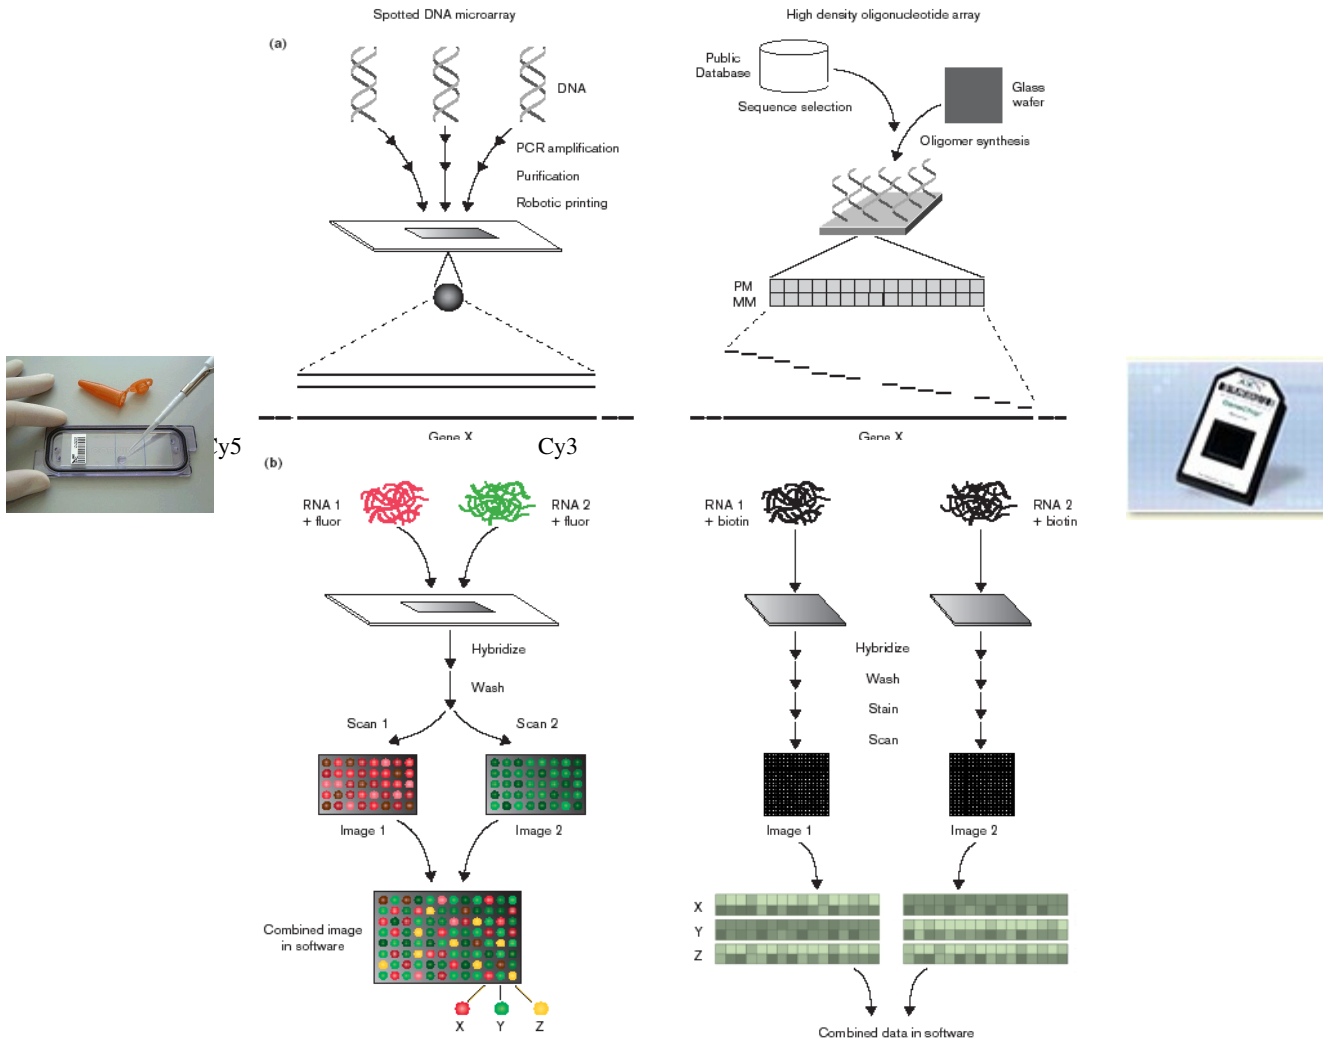 Spotted DNA microarray
High density oligonucleotide array
(a)
DNA
PCR amplification
Purification
Robotic printing
Public
Database
Sequence selection
Glass
wafer
Oligomer synthesis
PM
MM
Gene X
Gene X
Cy5
Cy3
(b)
RNA 1
+ fluor
RNA 2
+ fluor
RNA 1
+ biotin
RNA 2
+ biotin
Hybridize
Wash
Scan 1
Scan 2
Image 1
Image 2
Combined image
in software
X
Y
Z
Hybridize
Wash
Stain
Scan
Image 1
Image 2
X
Y
Z
Combined data in software